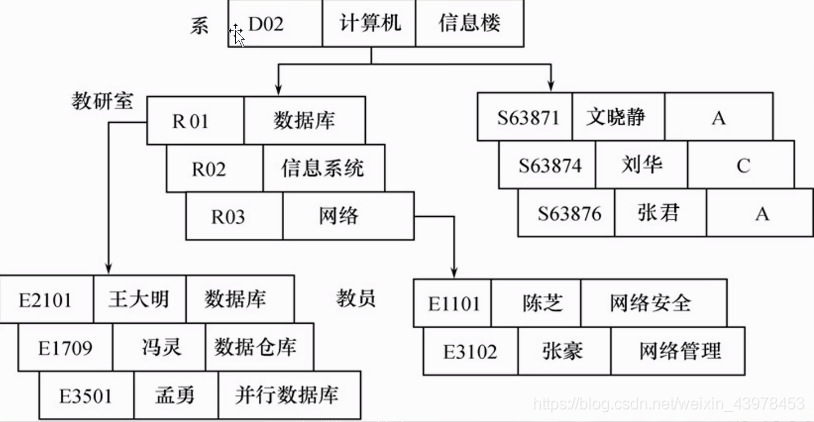 系 D02 计算机 信息楼
教研室
R 01 数据库
R02 信息系统
R03 网络
S63871 文晓静 A
S63874 刘华 C
S63876 张君 A
教员
E2101 王大明 数据库
E1709 冯灵 数据仓库
E3501 孟勇 并行数据库
E1101 陈芝 网络安全
E3102 张豪 网络管理
https://blog.csdn.net/weixin_43978453